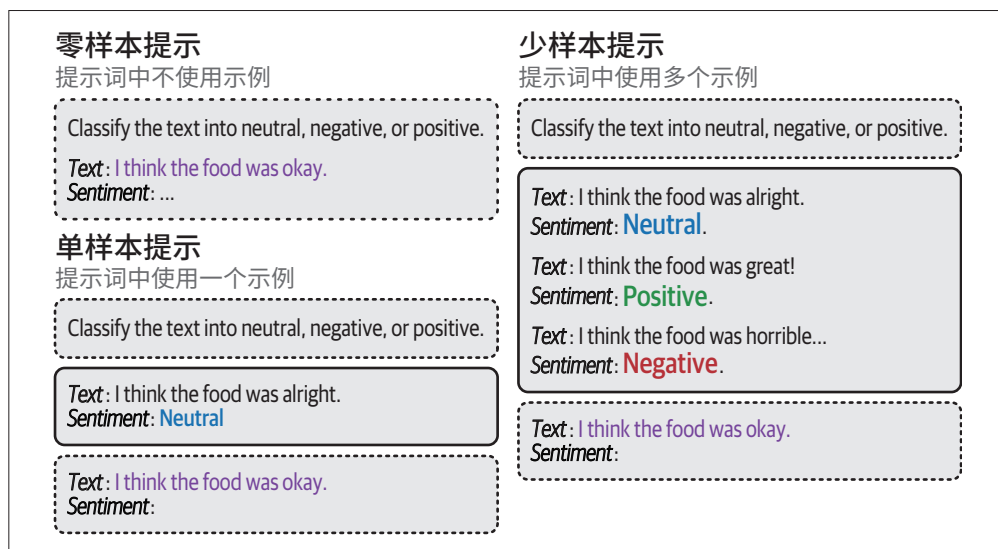 零样本提示
提示词中不使用示例
Classify the text into neutral, negative, or positive.
Text: I think the food was okay.
Sentiment: ...
单样本提示
提示词中使用一个示例
Classify the text into neutral, negative, or positive.
Text: I think the food was alright.
Sentiment: Neutral
Text: I think the food was okay.
Sentiment:
少样本提示
提示词中使用多个示例
Classify the text into neutral, negative, or positive.
Text: I think the food was alright.
Sentiment: Neutral.
Text: I think the food was great!
Sentiment: Positive.
Text: I think the food was horrible...
Sentiment: Negative.
Text: I think the food was okay.
Sentiment: